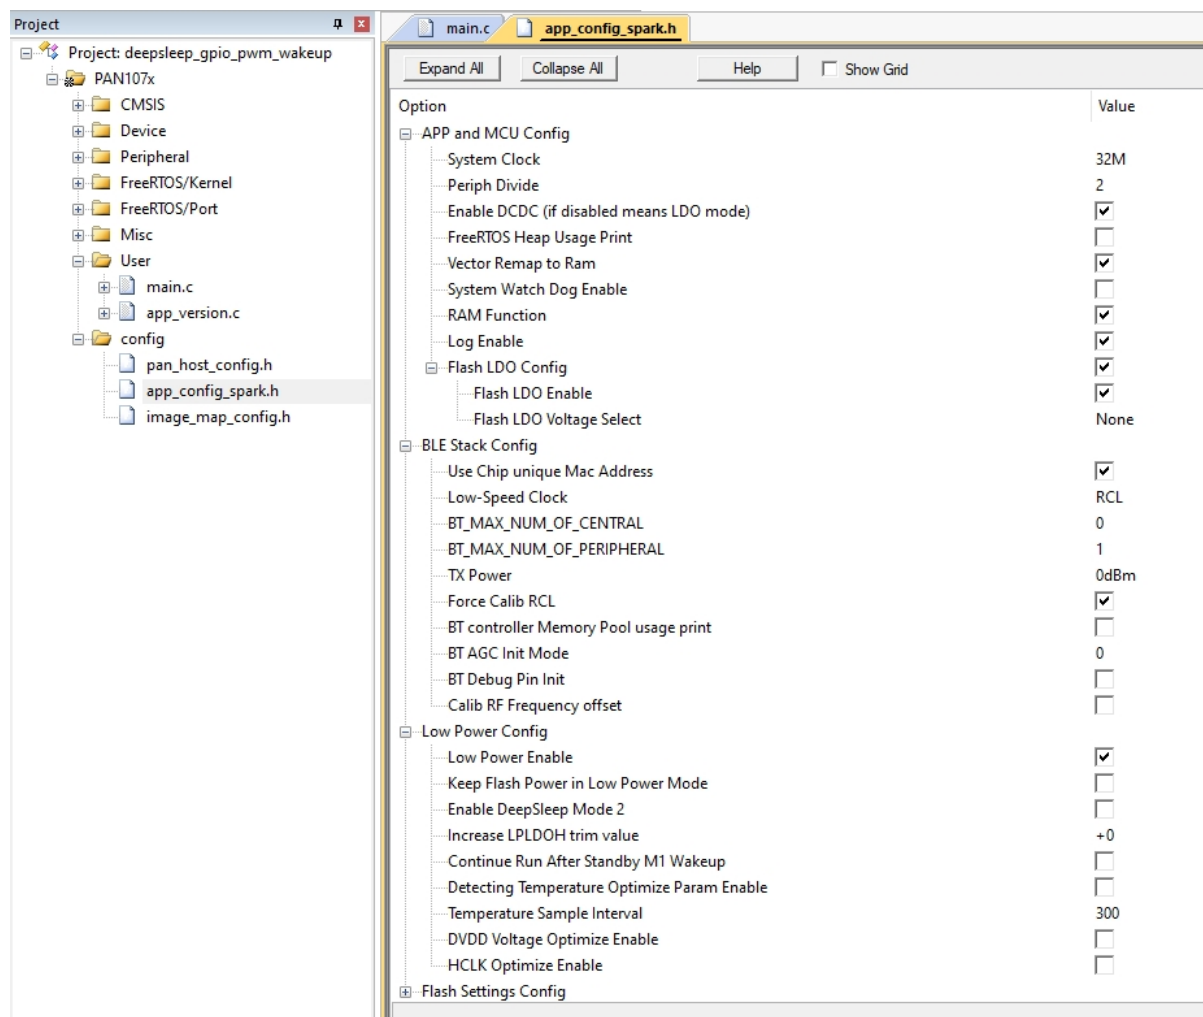 Project
Project: deepsleep_gpio_pwm_wakeup
PAN107x
CMSIS
Device
Peripheral
FreeRTOS/Kernel
FreeRTOS/Port
Misc
User
main.c
app_version.c
config
pan_host_config.h
app_config_spark.h
image_map_config.h
main.c app_config_spark.h
Expand All Collapse All Help Show Grid
Option Value
APP and MCU Config
System Clock 32M
Periph Divide 2
Enable DCDC (if disabled means LDO mode)
FreeRTOS Heap Usage Print
Vector Remap to Ram
System Watch Dog Enable
RAM Function
Log Enable
Flash LDO Config
Flash LDO Enable
Flash LDO Voltage Select None
BLE Stack Config
Use Chip unique Mac Address
Low-Speed Clock RCL
BT_MAX_NUM_OF_CENTRAL 0
BT_MAX_NUM_OF_PERIPHERAL 1
TX Power 0dBm
Force Calib RCL
BT controller Memory Pool usage print
BT AGC Init Mode 0
BT Debug Pin Init
Calib RF Frequency offset
Low Power Config
Low Power Enable
Keep Flash Power in Low Power Mode
Enable DeepSleep Mode 2
Increase LPLDOH trim value +0
Continue Run After Standby M1 Wakeup
Detecting Temperature Optimize Param Enable
Temperature Sample Interval 300
DVDD Voltage Optimize Enable
HCLK Optimize Enable
Flash Settings Config